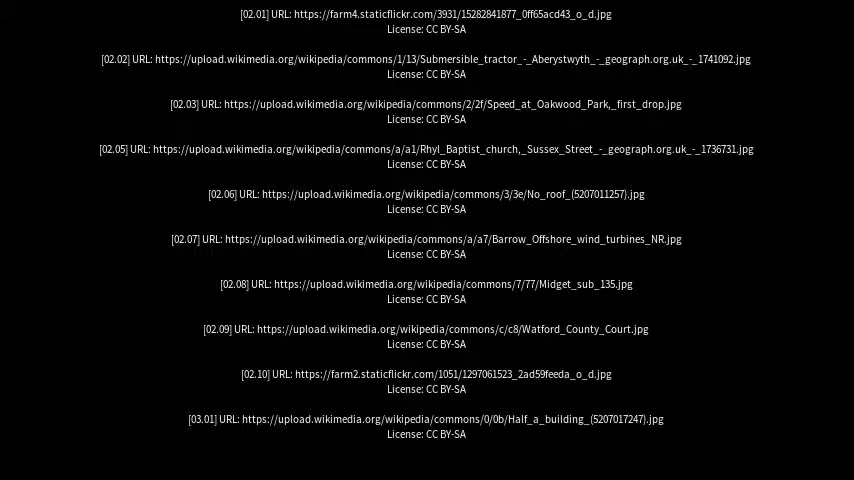 [02.01] URL: https://farm4.staticflickr.com/3931/15282841877_0ff65acd43_o_d.jpg
License: CC BY-SA
[02.02] URL: https://upload.wikimedia.org/wikipedia/commons/1/13/Submersible_tractor_-_Aberystwyth_-_geograph.org.uk_-_1741092.jpg
License: CC BY-SA
[02.03] URL: https://upload.wikimedia.org/wikipedia/commons/2/2f/Speed_at_Oakwood_Park,_first_drop.jpg
License: CC BY-SA
[02.05] URL: https://upload.wikimedia.org/wikipedia/commons/a/a1/Rhyl_Baptist_church,_Sussex_Street_-_geograph.org.uk_-_1736731.jpg
License: CC BY-SA
[02.06] URL: https://upload.wikimedia.org/wikipedia/commons/3/3e/No_roof_(5207011257).jpg
License: CC BY-SA
[02.07] URL: https://upload.wikimedia.org/wikipedia/commons/a/a7/Barrow_Offshore_wind_turbines_NR.jpg
License: CC BY-SA
[02.08] URL: https://upload.wikimedia.org/wikipedia/commons/7/77/Midget_sub_135.jpg
License: CC BY-SA
[02.09] URL: https://upload.wikimedia.org/wikipedia/commons/c/c8/Watford_County_Court.jpg
License: CC BY-SA
[02.10] URL: https://farm2.staticflickr.com/1051/1297061523_2ad59feeda_o_d.jpg
License: CC BY-SA
[03.01] URL: https://upload.wikimedia.org/wikipedia/commons/0/0b/Half_a_building_(5207017247).jpg
License: CC BY-SA